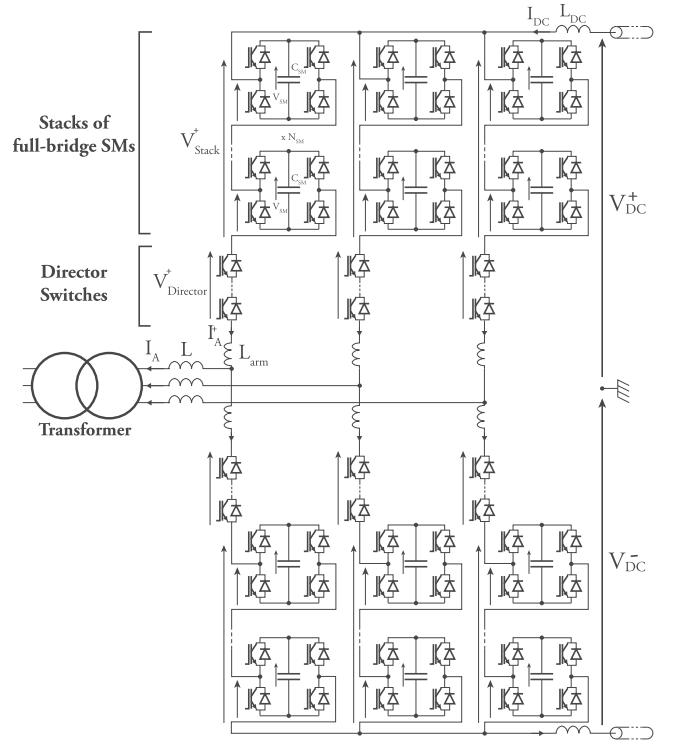 I_DC L_DC
Stacks of
full-bridge SMs
V⁺_Stack
C_SM
V_SM
x N_SM
C_SM
V_SM
V⁺_DC
Director
Switches
V⁺_Director
I⁺_A
I_A L L_arm
Transformer
V⁻_DC